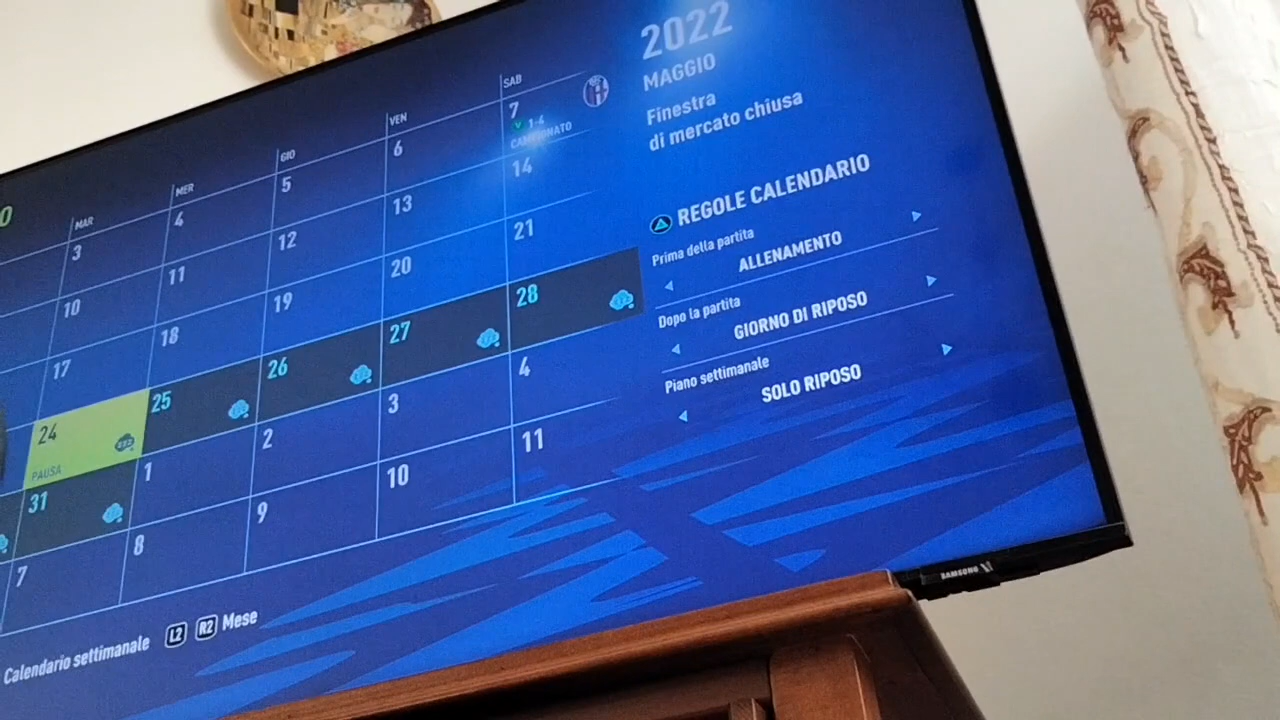 2022
MAGGIO
Finestra
di mercato chiusa
REGOLE CALENDARIO
Prima della partita
ALLENAMENTO
Dopo la partita
GIORNO DI RIPOSO
Piano settimanale
SOLO RIPOSO
0
MAR MER GIO VEN SAB
3 4 5 6 7
1-4
CAMPIONATO
10 11 12 13 14
17 18 19 20 21
24 25 26 27 28
PAUSA
31 1 2 3 4
7 8 9 10 11
Calendario settimanale L2 R2 Mese
SAMSUNG